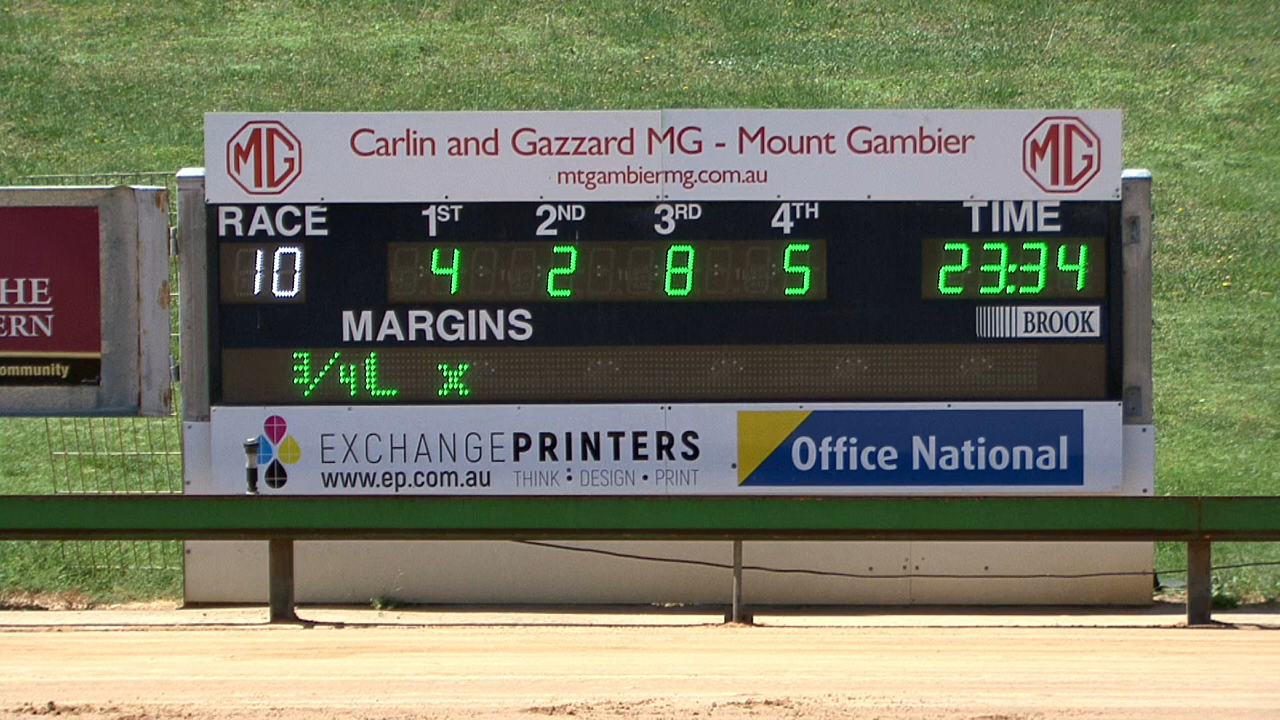 MG Carlin and Gazzard MG - Mount Gambier MG
mtgambiermg.com.au
RACE 1ST 2ND 3RD 4TH TIME
10 4 2 8 5 23:34
MARGINS BROOK
3/4L
EXCHANGEPRINTERS
www.ep.com.au THINK : DESIGN • PRINT
Office National
HE
ERN
ommunity